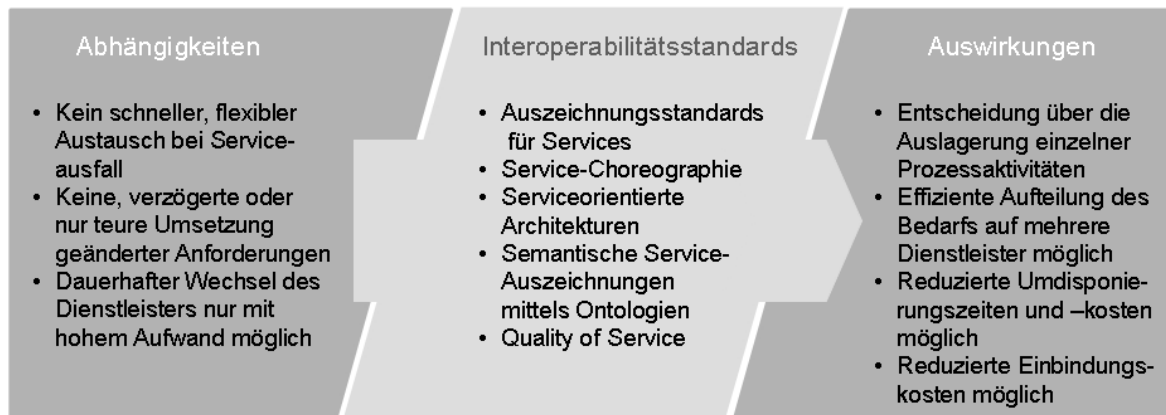 Abhängigkeiten
• Kein schneller, flexibler
Austausch bei Service-
ausfall
• Keine, verzögerte oder
nur teure Umsetzung
geänderter Anforderungen
• Dauerhafter Wechsel des
Dienstleisters nur mit
hohem Aufwand möglich
Interoperabilitätsstandards
• Auszeichnungsstandards
für Services
• Service-Choreographie
• Serviceorientierte
Architekturen
• Semantische Service-
Auszeichnungen
mittels Ontologien
• Quality of Service
Auswirkungen
• Entscheidung über die
Auslagerung einzelner
Prozessaktivitäten
• Effiziente Aufteilung des
Bedarfs auf mehrere
Dienstleister möglich
• Reduzierte Umdisponie-
rungszeiten und –kosten
möglich
• Reduzierte Einbindungs-
kosten möglich